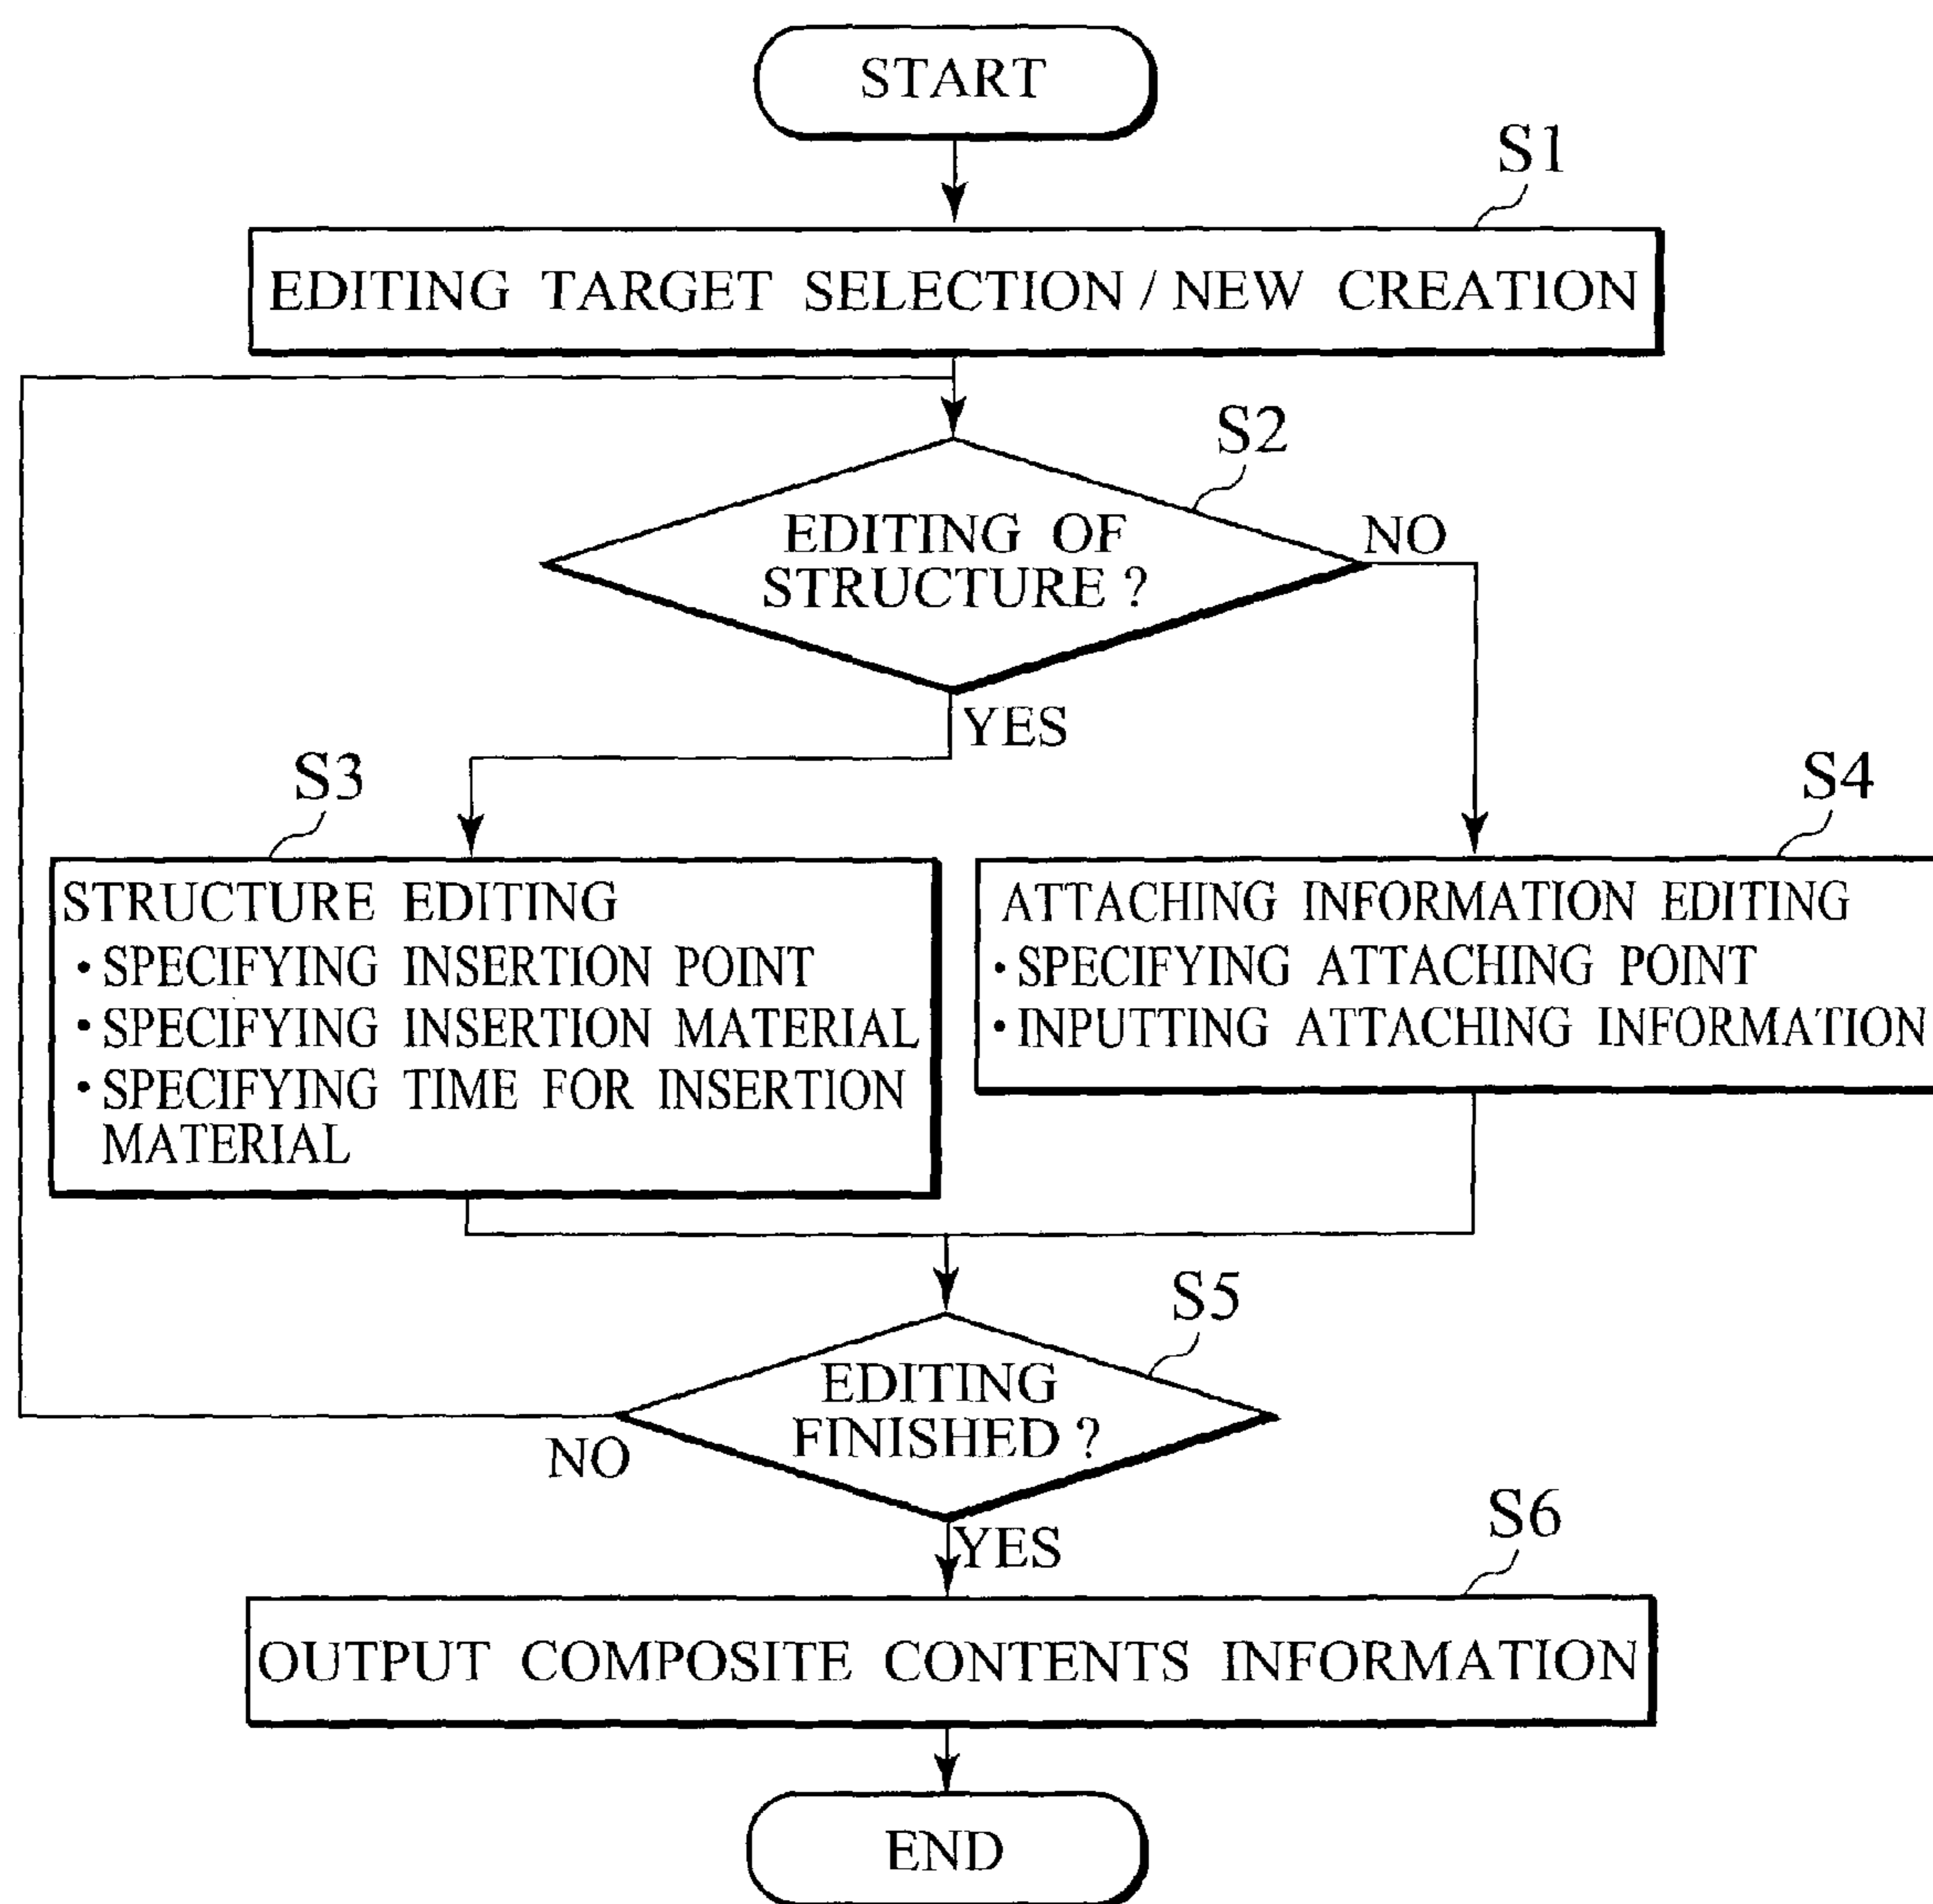 START
S1
EDITING TARGET SELECTION / NEW CREATION
S2
EDITING OF
STRUCTURE ?
NO
YES
S3
S4
STRUCTURE EDITING
・SPECIFYING INSERTION POINT
・SPECIFYING INSERTION MATERIAL
・SPECIFYING TIME FOR INSERTION
MATERIAL
ATTACHING INFORMATION EDITING
・SPECIFYING ATTACHING POINT
・INPUTTING ATTACHING INFORMATION
S5
EDITING
FINISHED ?
NO
YES
S6
OUTPUT COMPOSITE CONTENTS INFORMATION
END